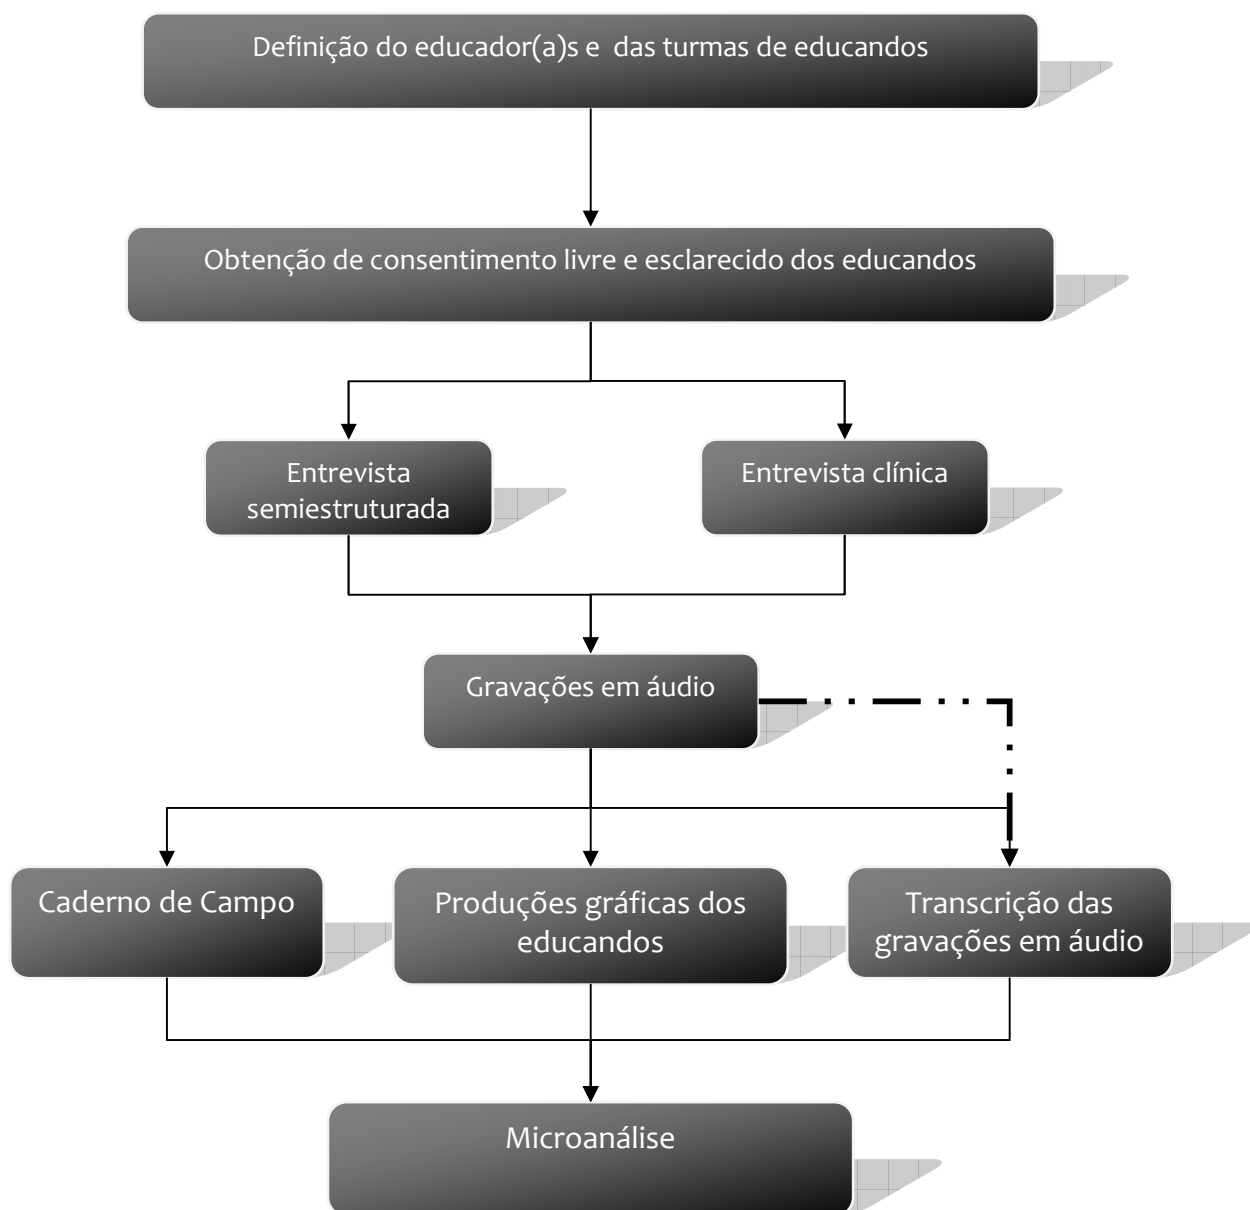 Definição do educador(a)s e  das turmas de educandos
Obtenção de consentimento livre e esclarecido dos educandos
Entrevista
semiestruturada
Entrevista clínica
Gravações em áudio
Caderno de Campo
Produções gráficas dos
educandos
Transcrição das
gravações em áudio
Microanálise